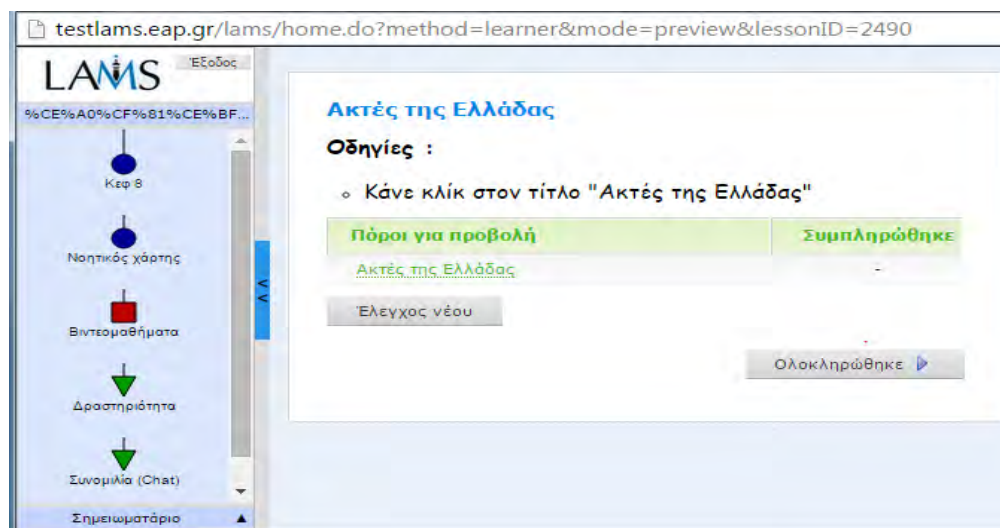 testlams.eap.gr/lams/home.do?method=learner&mode=preview&lessonID=2490
LAMS
Έξοδος
%CE%A0%CF%81%CE%BF...
Κεφ 8
Νοητικός χάρτης
Βιντεομαθήματα
Δραστηριότητα
Συνομιλία (Chat)
Σημειωματάριο
Ακτές της Ελλάδας
Οδηγίες :
Κάνε κλίκ στον τίτλο "Ακτές της Ελλάδας"
Πόροι για προβολή Συμπληρώθηκε
Ακτές της Ελλάδας -
Έλεγχος νέου
Ολοκληρώθηκε